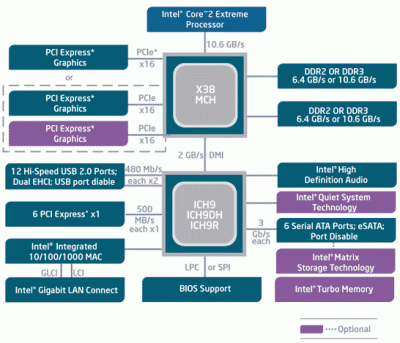 Intel® Core™2 Extreme
Processor
10.6 GB/s
PCI Express*
Graphics
PCIe*
x16
X38
MCH
DDR2 OR DDR3
6.4 GB/s or 10.6 GB/s
or
PCI Express*
Graphics
PCIe
x16
DDR2 OR DDR3
6.4 GB/s or 10.6 GB/s
PCI Express*
Graphics
PCIe*
x16
2 GB/s
DMI
12 Hi-Speed USB 2.0 Ports;
Dual EHCI; USB port diable
480 Mb/s
each x2
Intel® High
Definition Audio
Intel® Quiet System
Technology
6 PCI Express* x1
500
MB/s
each x1
ICH9
ICH9DH
ICH9R
3
Gb/s
each
6 Serial ATA Ports; eSATA;
Port Disable
Intel® Integrated
10/100/1000 MAC
Intel® Matrix
Storage Technology
GLCI
LCI
LPC
or SPI
Intel® Gigabit LAN Connect
BIOS Support
Intel® Turbo Memory
Optional